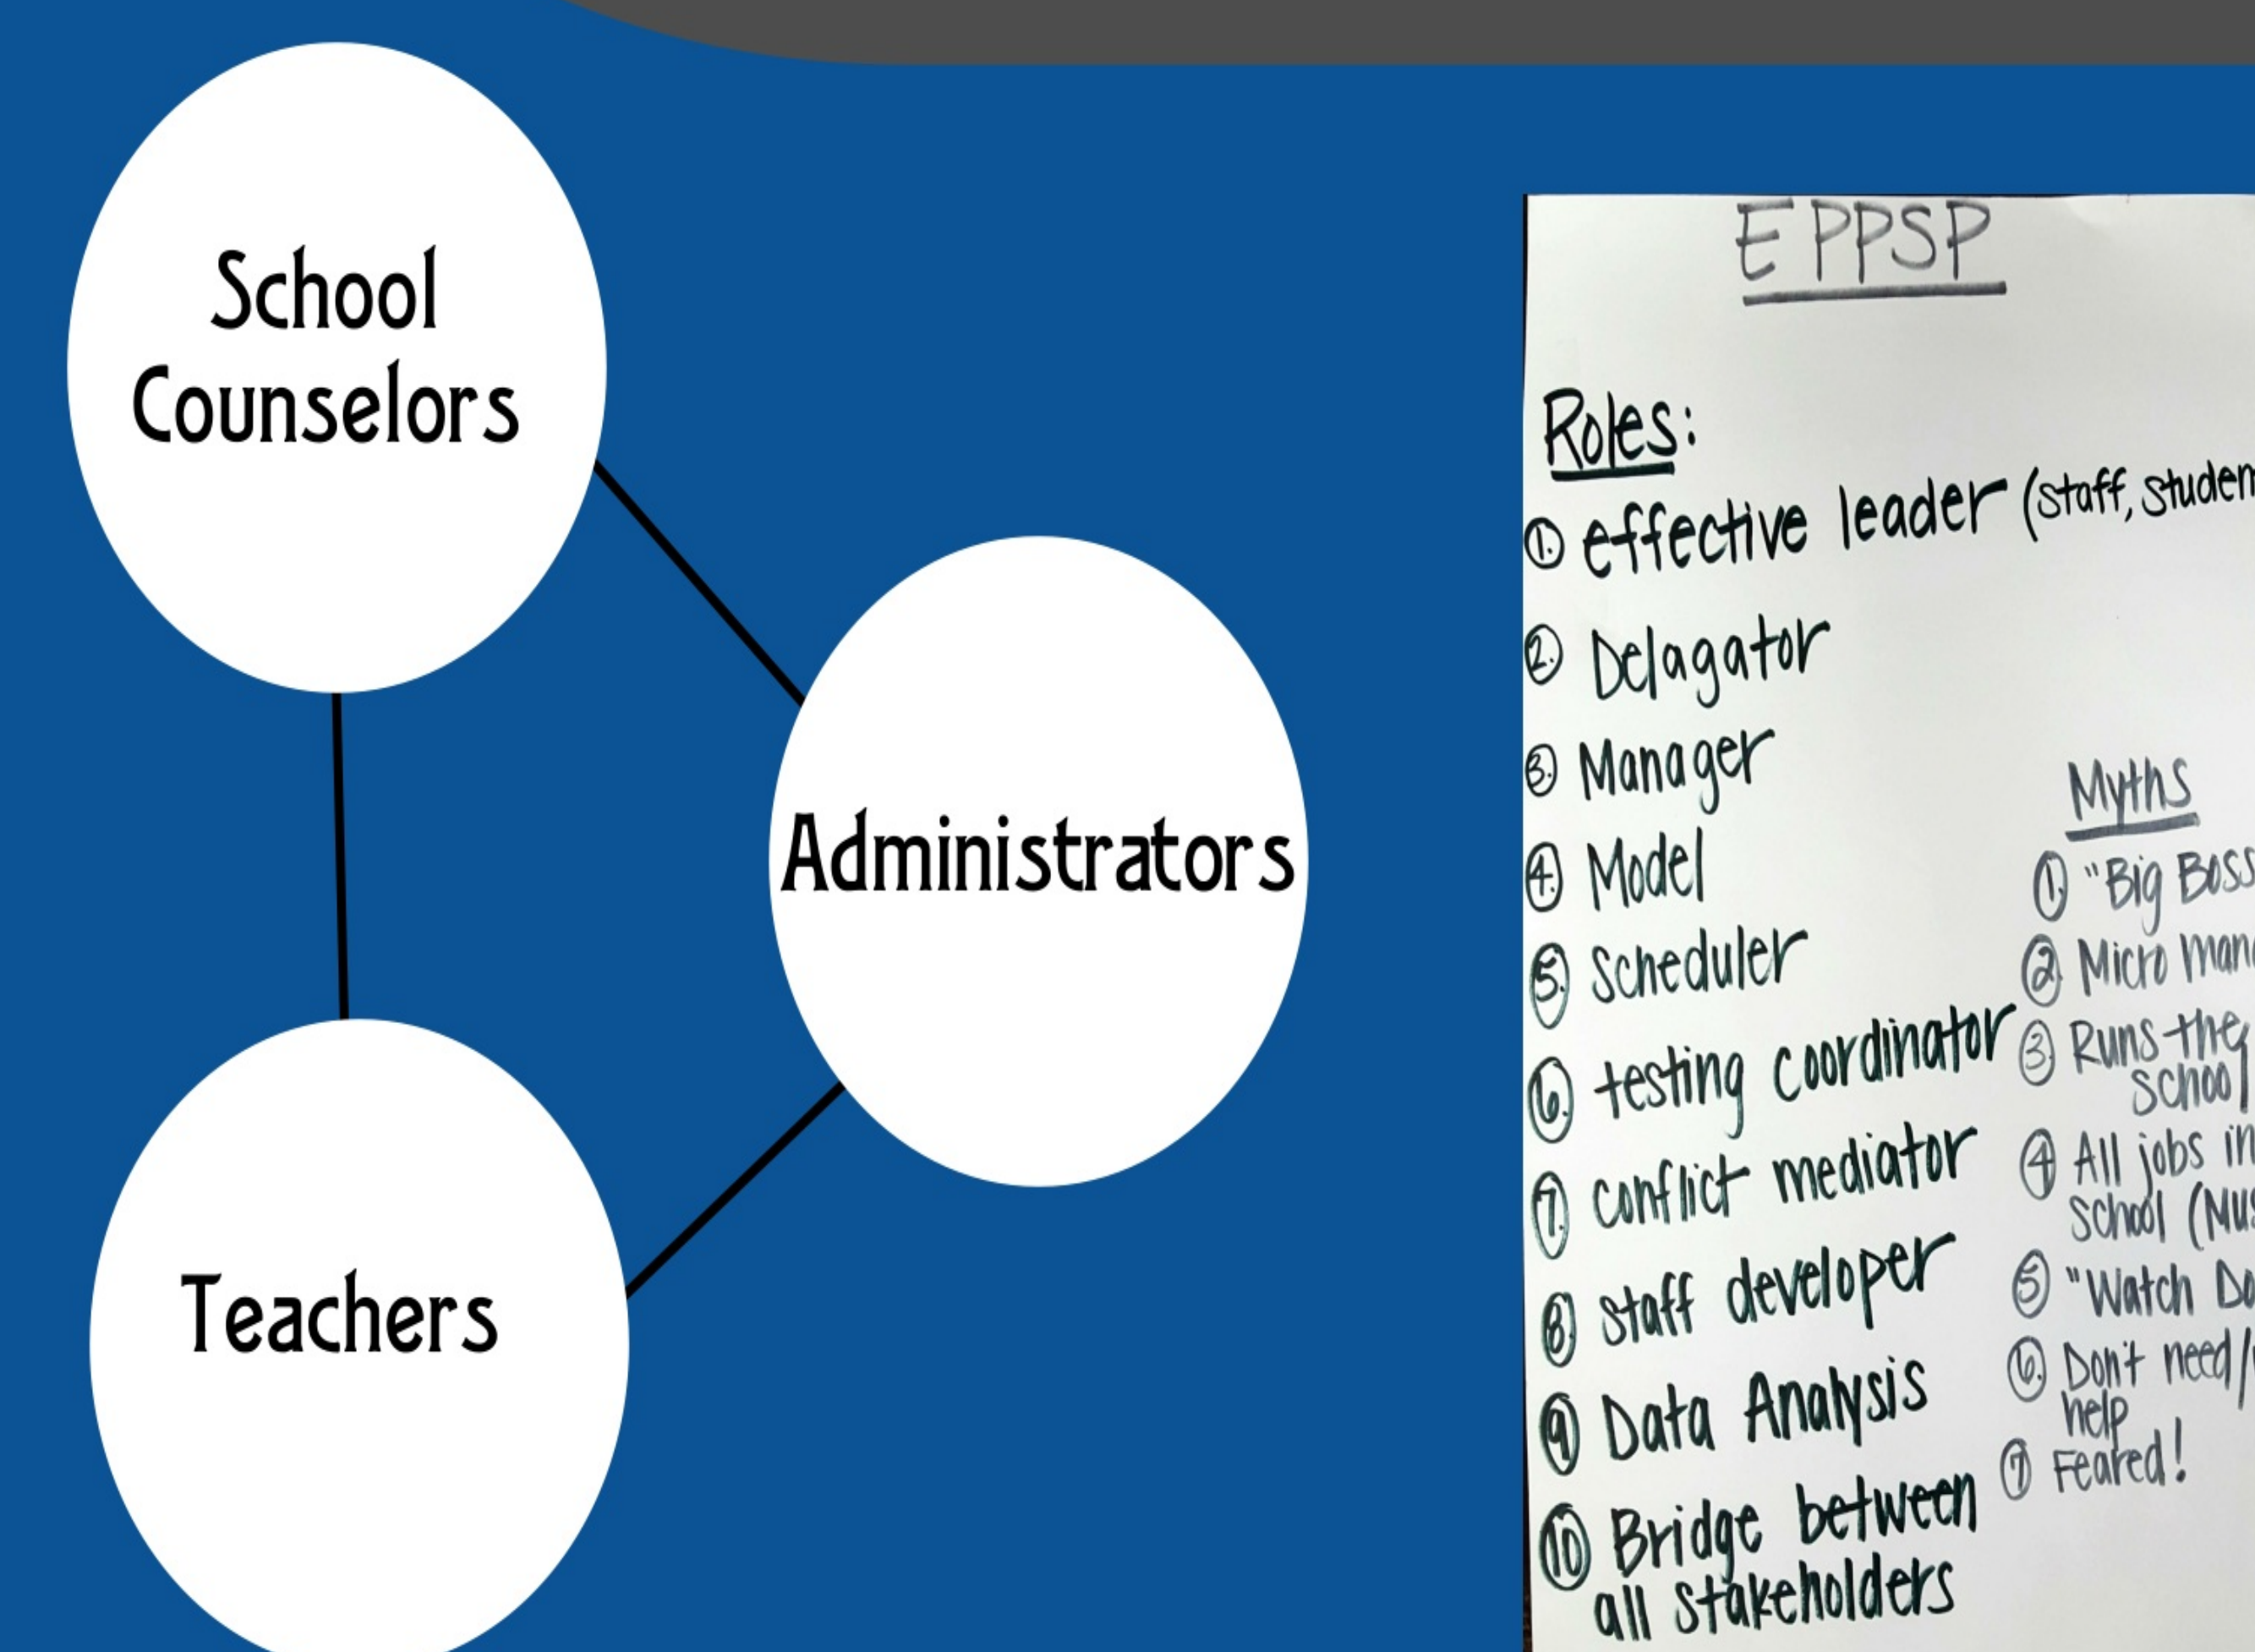 School
Counselors
Administrators
Teachers
EPPSP
Roles:
1. effective leader (staff,
2. Delagator
3. Manager
4. Model
5. Scheduler
6. testing coordinator
7. conflict mediator
8. staff developer
9. Data Analysis
10. Bridge between
all stakeholders
Myths
1. "Big Boss
2. Micro
3. Runs the
school
4. All jobs in
school
5. "Watch
6. Don't need/
help
7 Feared!